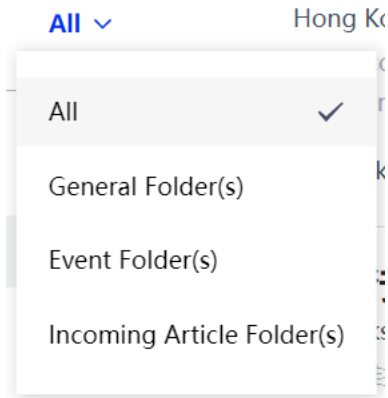 All
Hong Ko
All
General Folder(s)
Event Folder(s)
Incoming Article Folder(s)